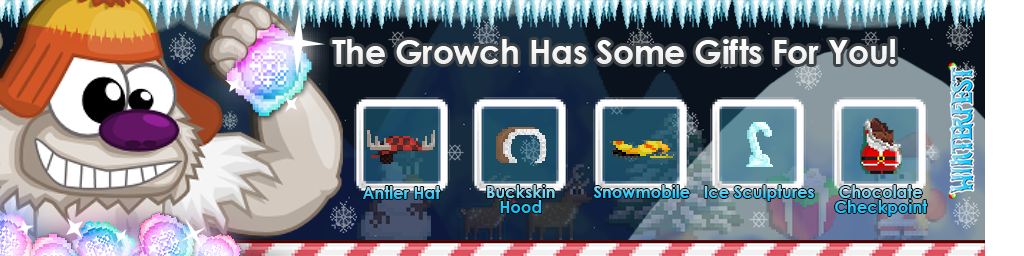 The Growch Has Some Gifts For You!
Antler Hat
Buckskin
Hood
Snowmobile
Ice Sculptures
Chocolate
Checkpoint
WINTERFEST